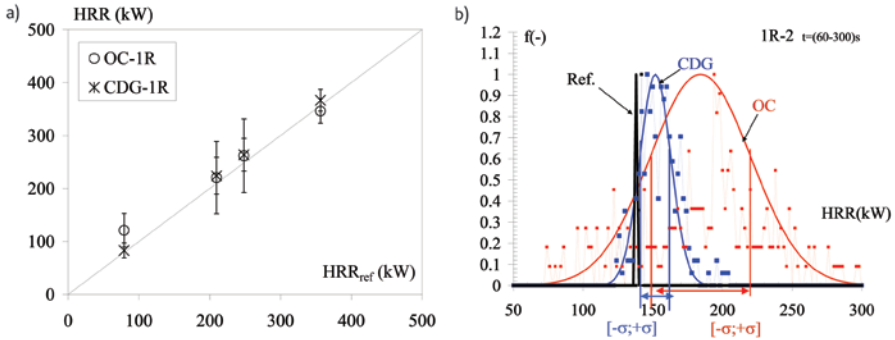 a)
HRR (kW)
500
400
300
200
100
0
OC-1R
CDG-1R
HRRref (kW)
0 100 200 300 400 500
b)
f(-)
1R-2 t=(60-300)s
1.2
1.1
1
0.9
0.8
0.7
0.6
0.5
0.4
0.3
0.2
0.1
0
Ref.
CDG
OC
HRR(kW)
50 100 150 200 250 300
[-σ;+σ] [-σ;+σ]